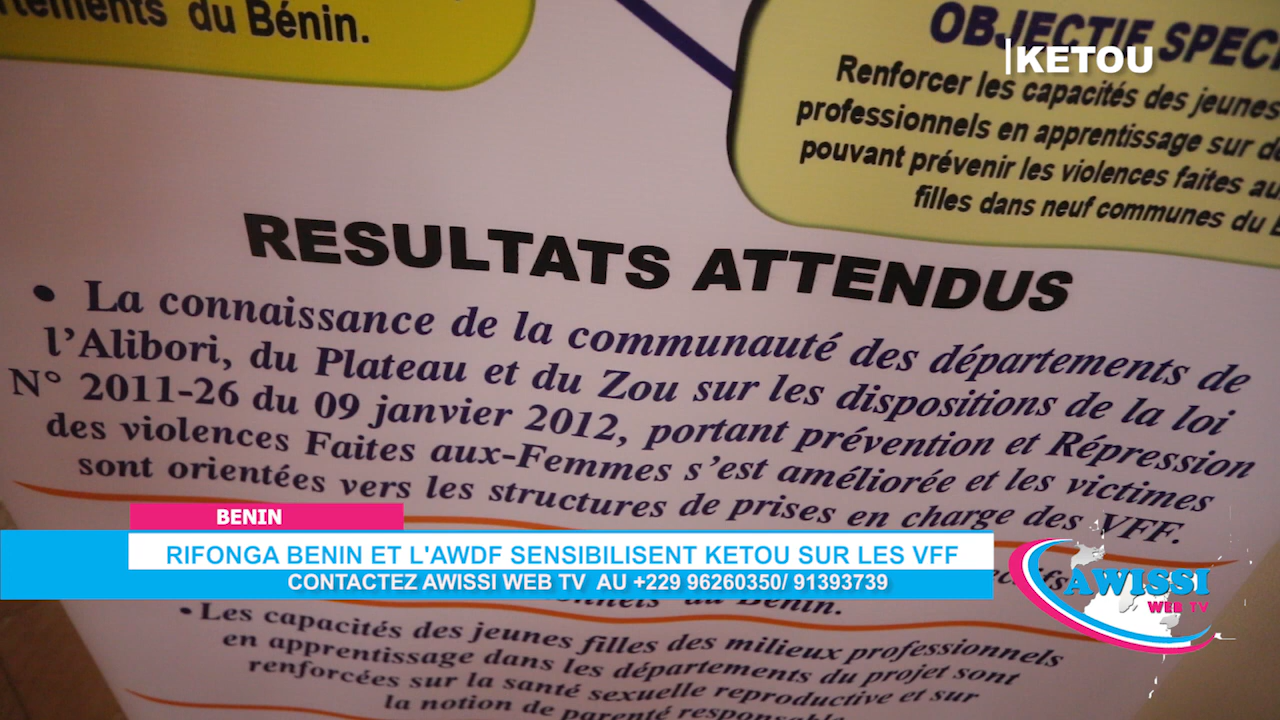 du Bénin.
OBJECTIF
KETOU
Renforcer les capacités des jeunes
professionnels en apprentissage sur
pouvant prévenir les violences faites
filles dans neuf communes du
RESULTATS ATTENDUS
• La connaissance de la communauté des départements de
l'Alibori, du Plateau et du Zou sur les dispositions de la loi
N° 2011-26 du 09 janvier 2012, portant prévention et Répression
des violences Faites aux-Femmes s'est améliorée et les victimes
sont orientées vers les structures de prises en charge des VFF.
BENIN
RIFONGA BENIN ET L'AWDF SENSIBILISENT KETOU SUR LES VFF
CONTACTEZ AWISSI WEB TV AU +229 96260350/ 91393739
AWISSI
WEB TV
du Bénin.
• Les capacités des jeunes filles des milieux professionnels
en apprentissage dans les départements du projet sont
renforcées sur la santé sexuelle reproductive et sur
la notion de parenté responsable